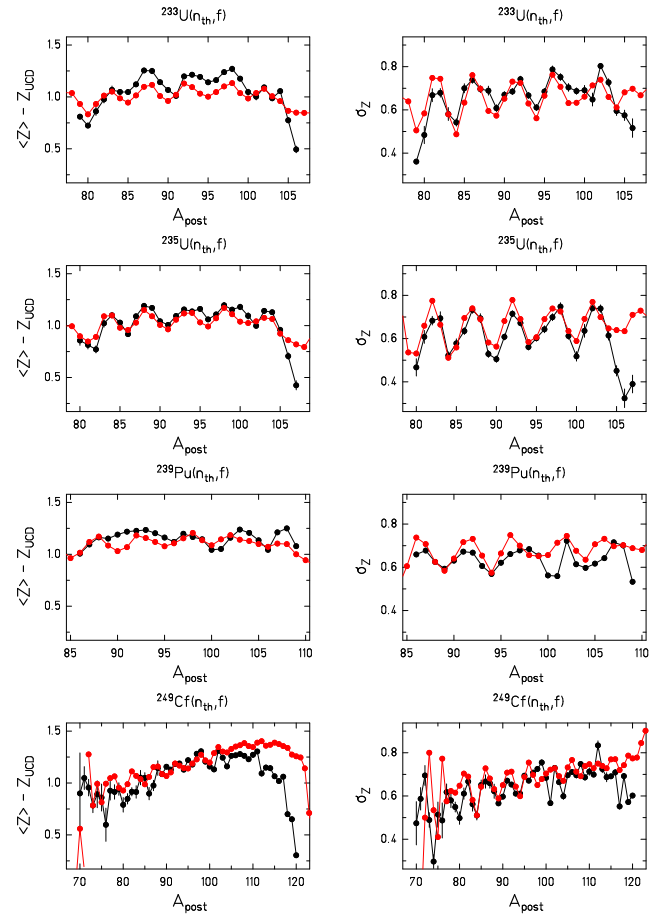 ²³³U(nth,f) ²³³U(nth,f)
<Z> - ZUCD
1.5
1.0
0.5
80 85 90 95 100 105
Apost
σZ
0.8
0.6
0.4
80 85 90 95 100 105
Apost
²³⁵U(nth,f) ²³⁵U(nth,f)
<Z> - ZUCD
1.5
1.0
0.5
80 85 90 95 100 105
Apost
σZ
0.8
0.6
0.4
80 85 90 95 100 105
Apost
²³⁹Pu(nth,f) ²³⁹Pu(nth,f)
<Z> - ZUCD
1.5
1.0
0.5
85 90 95 100 105 110
Apost
σZ
0.8
0.6
0.4
85 90 95 100 105 110
Apost
²⁴⁹Cf(nth,f) ²⁴⁹Cf(nth,f)
<Z> - ZUCD
1.5
1.0
0.5
70 80 90 100 110 120
Apost
σZ
0.8
0.6
0.4
70 80 90 100 110 120
Apost